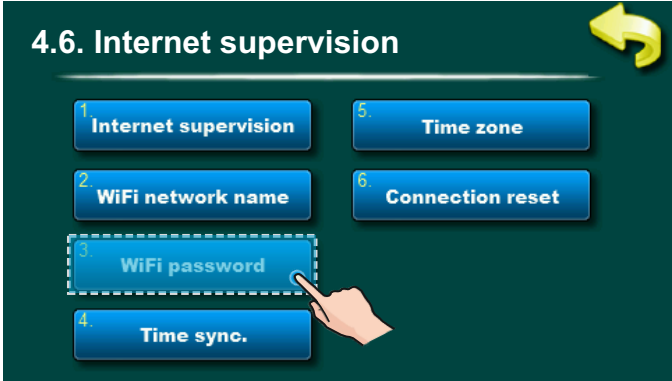 4.6. Internet supervision
1.
Internet supervision
2.
WiFi network name
3.
WiFi password
4.
Time sync.
5.
Time zone
6.
Connection reset